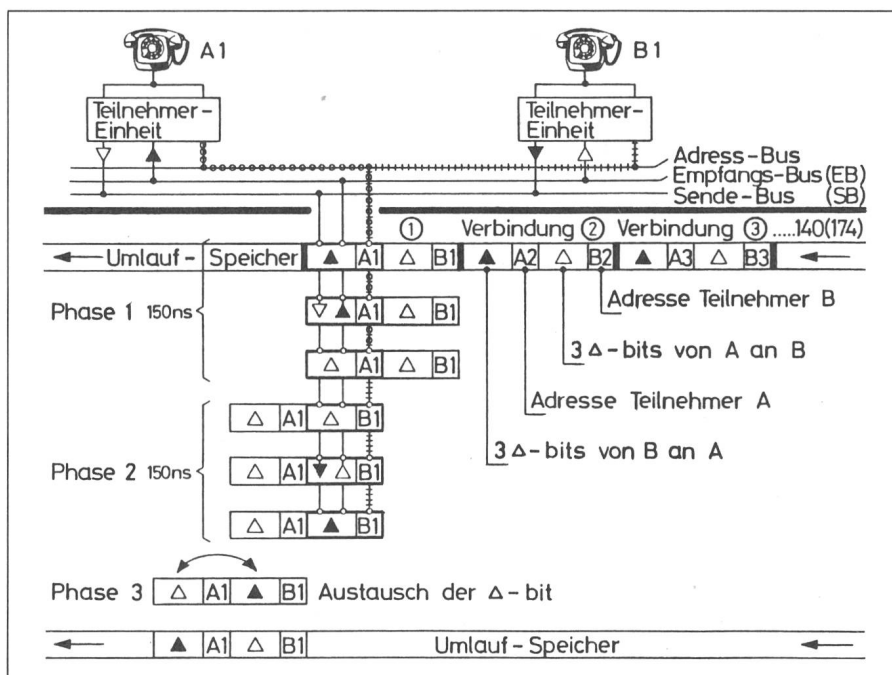 A1
B1
Teilnehmer-
Einheit
Teilnehmer-
Einheit
Adress-Bus
Empfangs-Bus (EB)
Sende-Bus (SB)
① Verbindung ② Verbindung ③ .....140(174)
← Umlauf- Speicher ▲ A1 △ B1 ▲ A2 △ B2 ▲ A3 △ B3 ←
Phase 1 150ns
▽ ▲ A1 △ B1
△ A1 △ B1
Adresse Teilnehmer B
3 △-bits von A an B
Adresse Teilnehmer A
3 △-bits von B an A
Phase 2 150ns
△ A1 △ B1
△ A1 ▼ △ B1
△ A1 ▲ B1
Phase 3 △ A1 ▲ B1 Austausch der △-bit
← ▲ A1 △ B1 Umlauf-Speicher ←